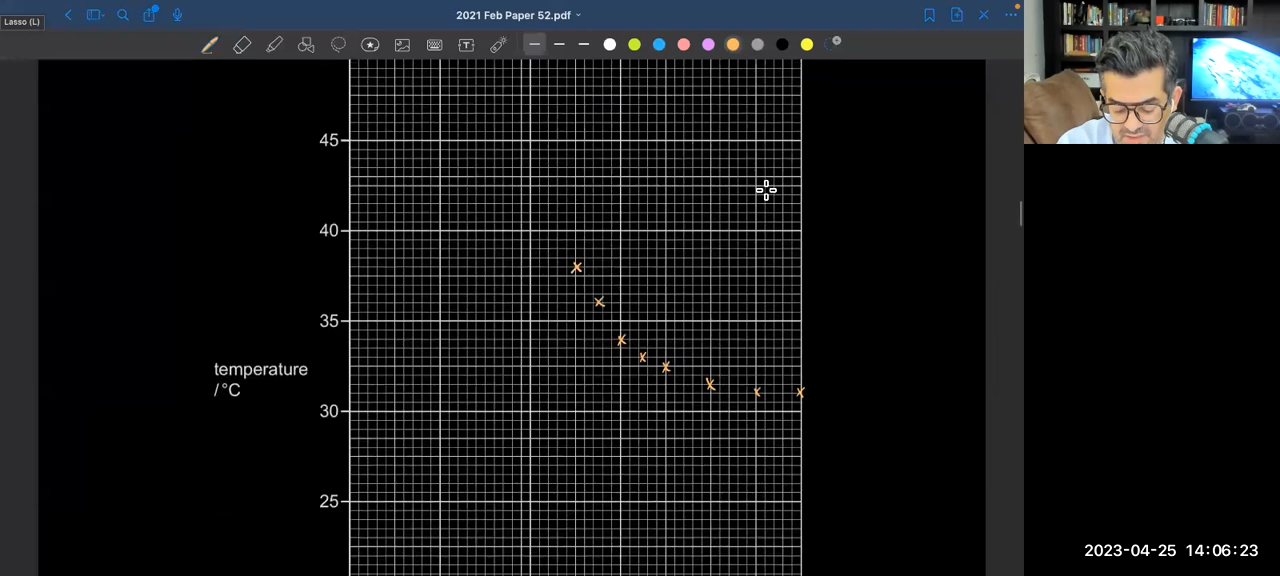 Lasso (L)
2021 Feb Paper 52.pdf
45
40
35
temperature
/°C
30
25
2023-04-25 14:06:23